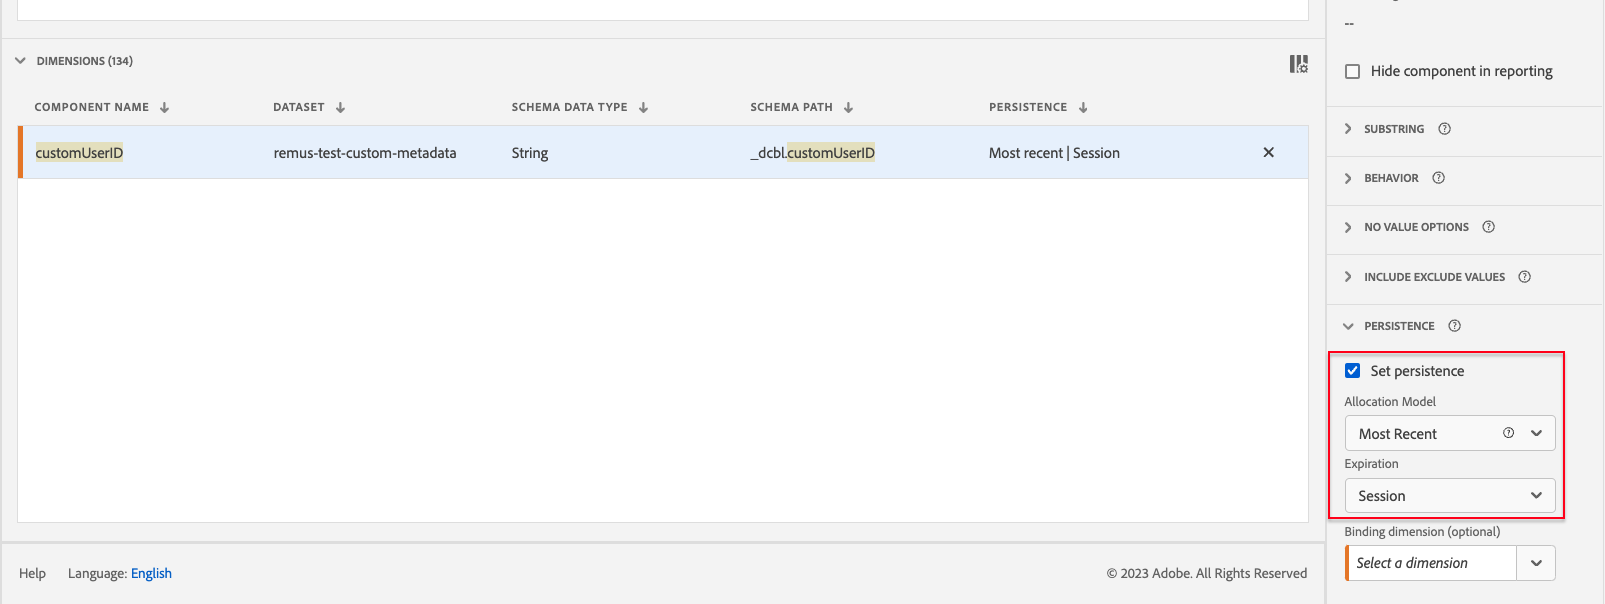 DIMENSIONS (134)
COMPONENT NAME DATASET SCHEMA DATA TYPE SCHEMA PATH PERSISTENCE
customUserID remus-test-custom-metadata String _dcbl.customUserID Most recent | Session
Help Language: English © 2023 Adobe. All Rights Reserved
--
Hide component in reporting
SUBSTRING
BEHAVIOR
NO VALUE OPTIONS
INCLUDE EXCLUDE VALUES
PERSISTENCE
Set persistence
Allocation Model
Most Recent
Expiration
Session
Binding dimension (optional)
Select a dimension